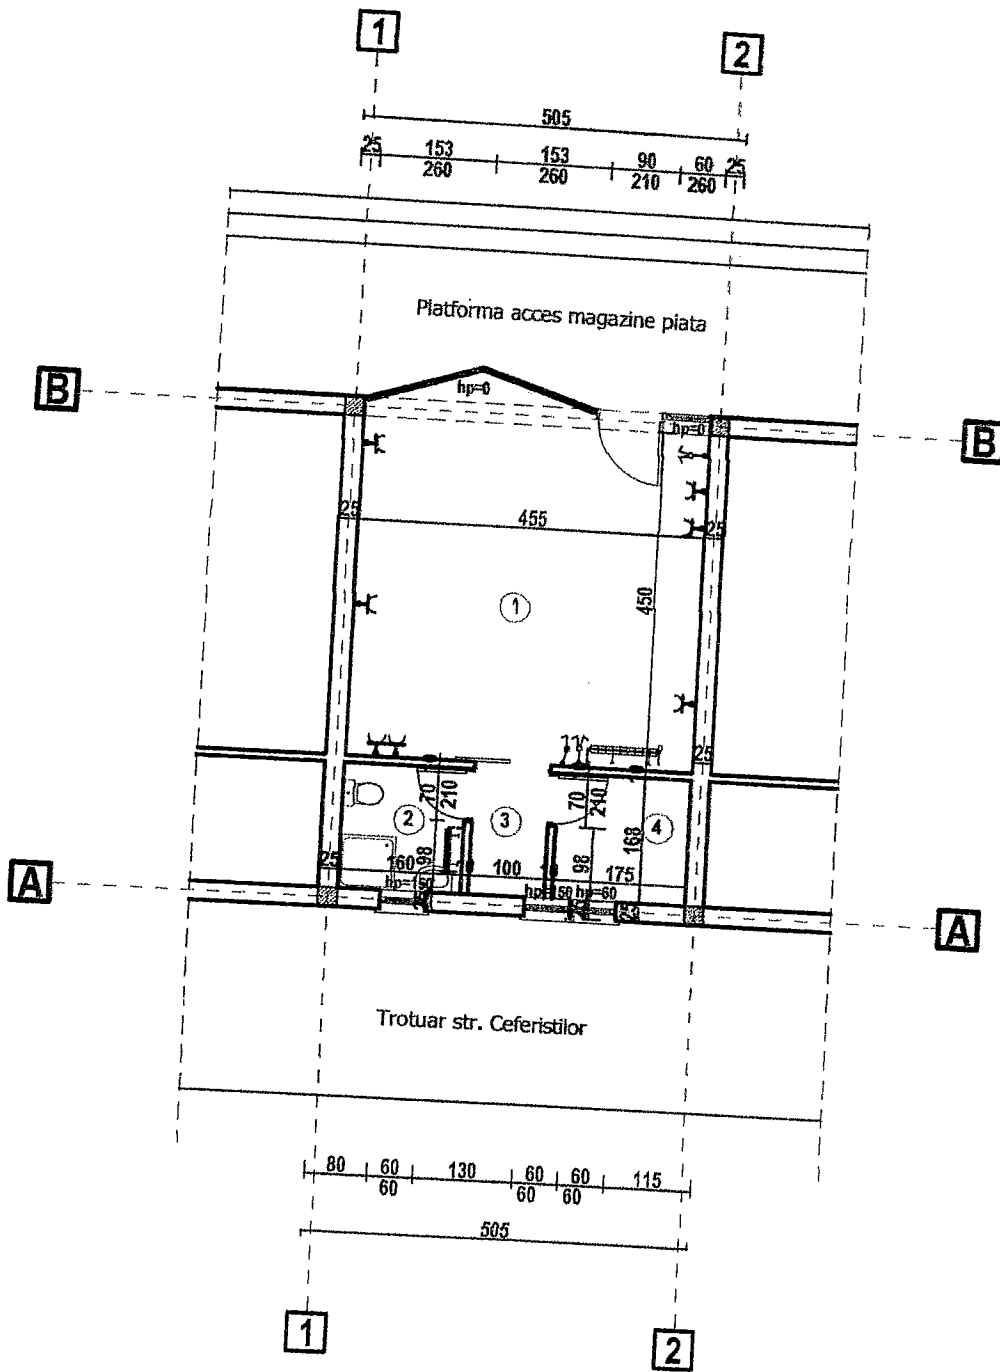 1
2
505
25 153 153 90 60 25
260 260 210 260
Platforma acces magazine piata
B
hp=0
hp=0
B
25 455 25
1
450
25
70 210
70 210
2
3
4
168
98
98
25 160 100 175
hp=150
hp=150 hp=60
A
A
Trotuar str. Ceferistilor
80 60 130 60 60 115
60 60 60
505
1
2